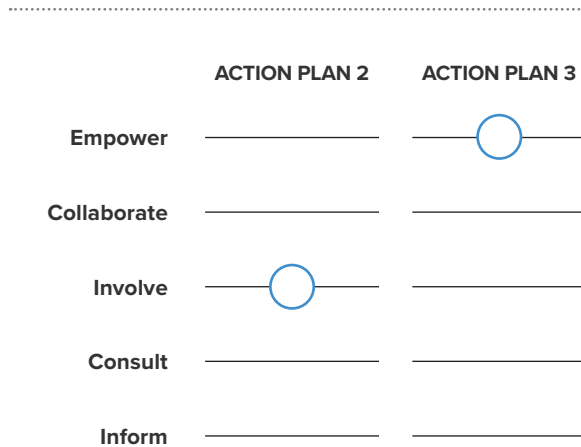 ACTION PLAN 2 ACTION PLAN 3
Empower
Collaborate
Involve
Consult
Inform